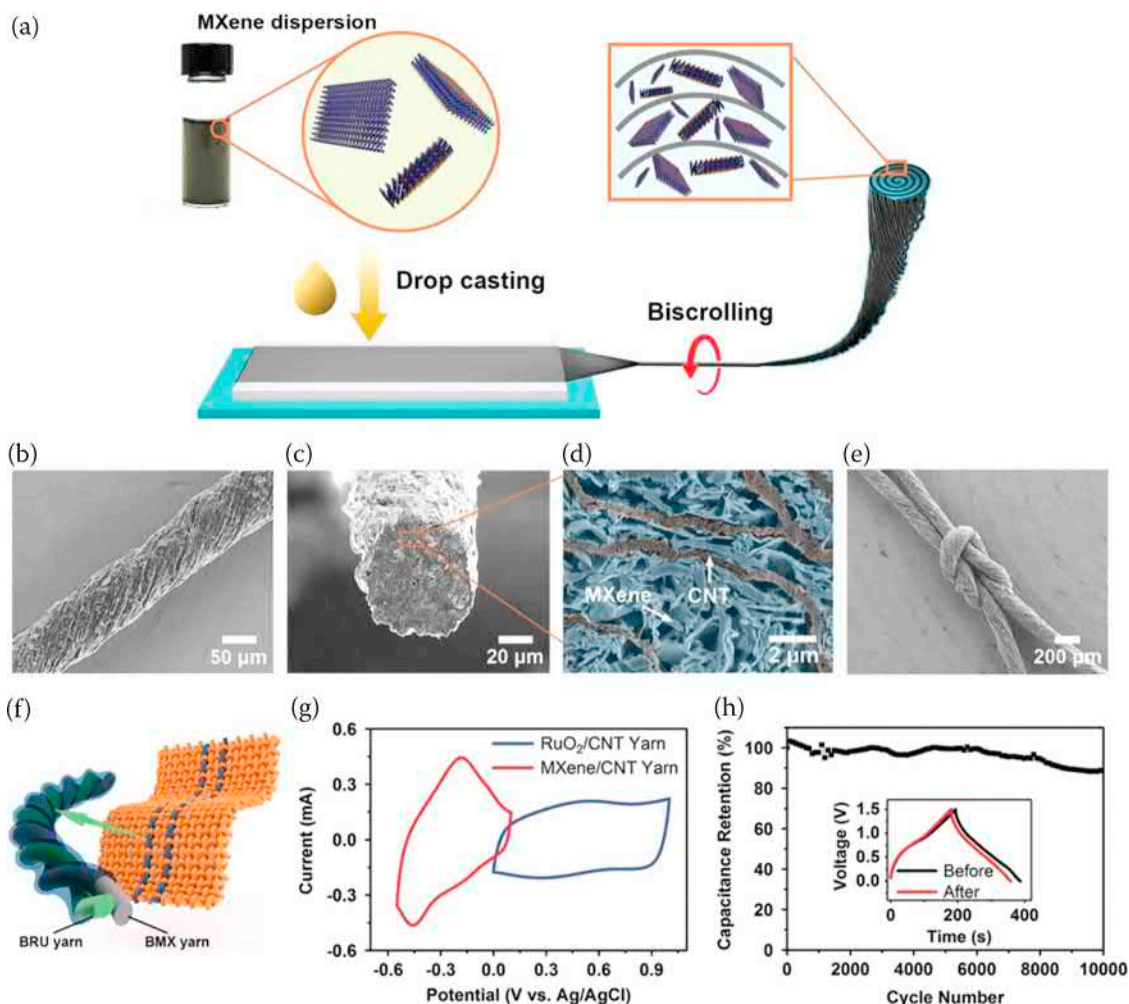 (a)
MXene dispersion
Drop casting
Biscrolling
(b)
50 μm
(c)
20 μm
(d)
MXene
CNT
2 μm
(e)
200 μm
(f)
BRU yarn
BMX yarn
(g)
Current (mA)
0.6
0.3
0.0
-0.3
-0.6
RuO₂/CNT Yarn
MXene/CNT Yarn
-0.6 -0.3 0.0 0.3 0.6 0.9
Potential (V vs. Ag/AgCl)
(h)
Capacitance Retention (%)
100
80
60
40
20
0
Voltage (V)
1.5
1.0
0.5
0.0
Before
After
0 200 400
Time (s)
0 2000 4000 6000 8000 10000
Cycle Number